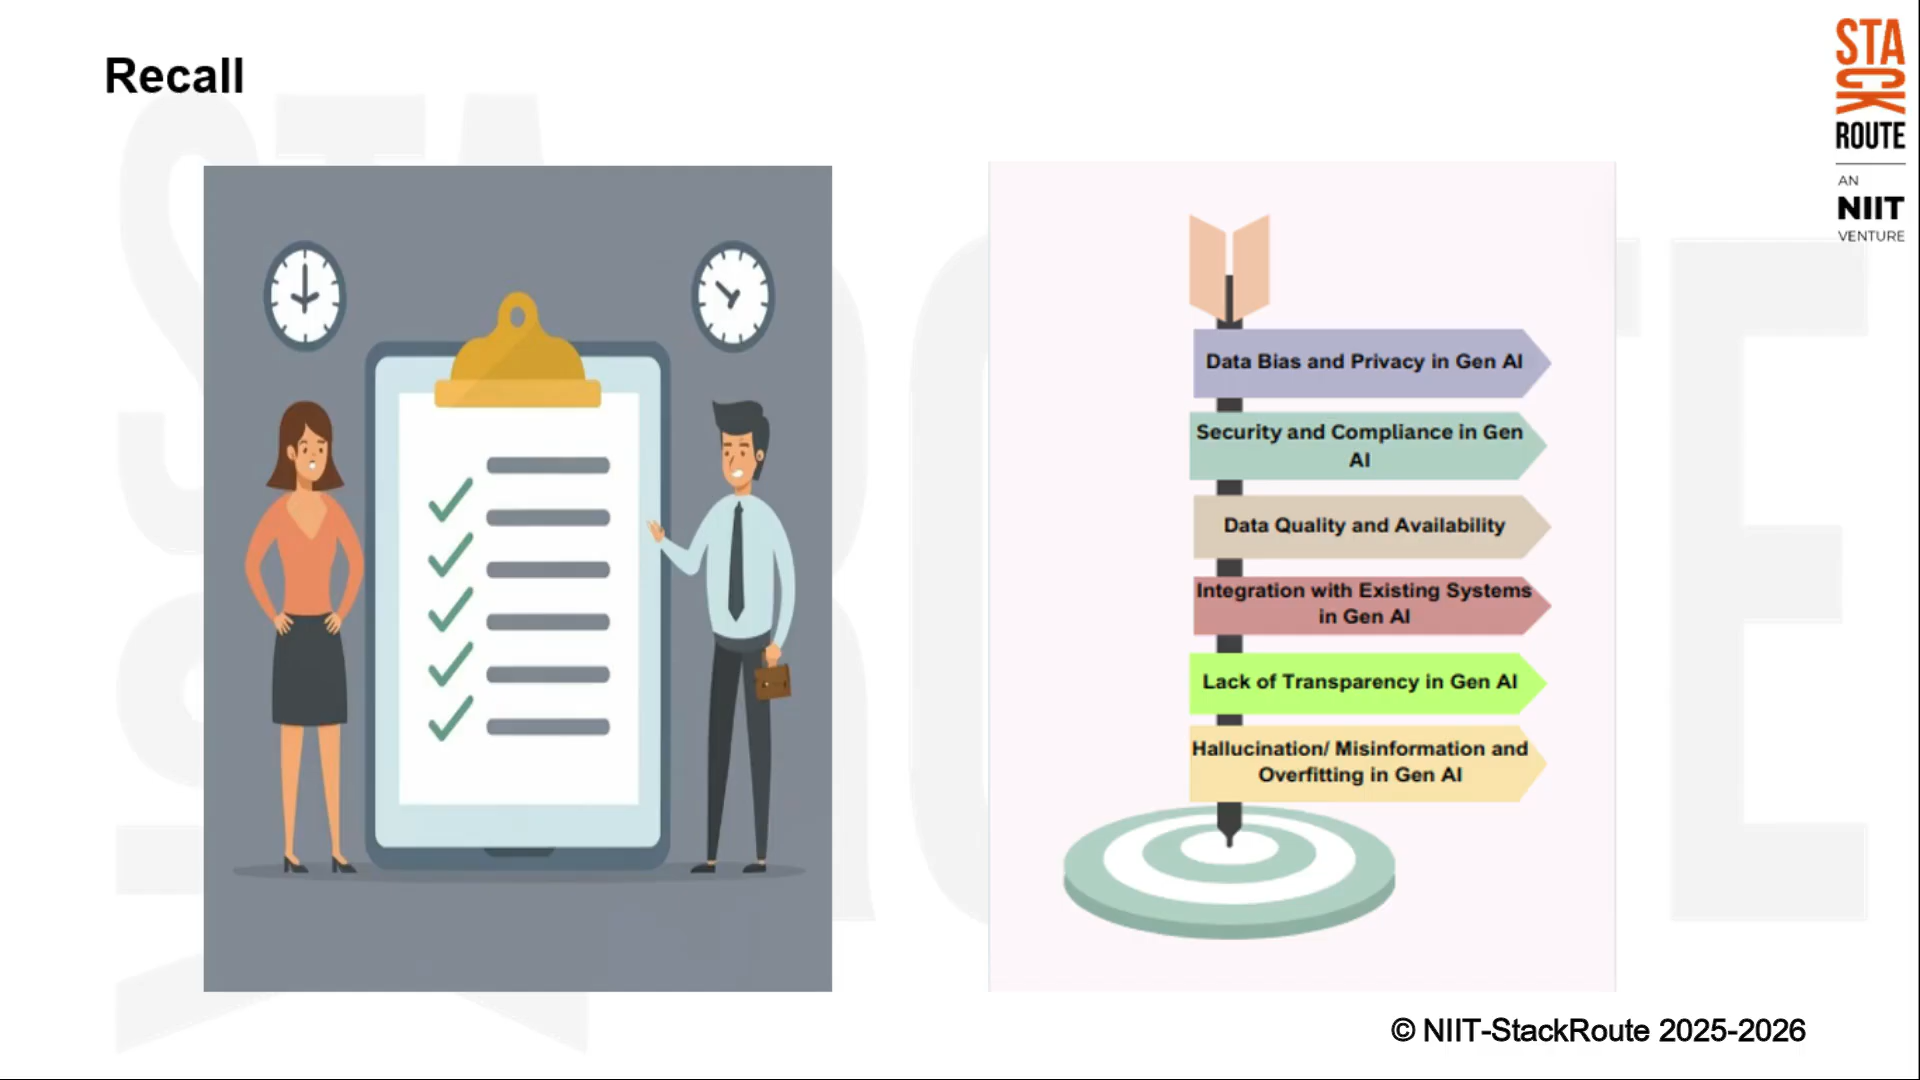 Recall
STA
CK
ROUTE
AN
NIIT
VENTURE
Data Bias and Privacy in Gen AI
Security and Compliance in Gen
AI
Data Quality and Availability
Integration with Existing Systems
in Gen AI
Lack of Transparency in Gen AI
Hallucination/ Misinformation and
Overfitting in Gen AI
© NIIT-StackRoute 2025-2026